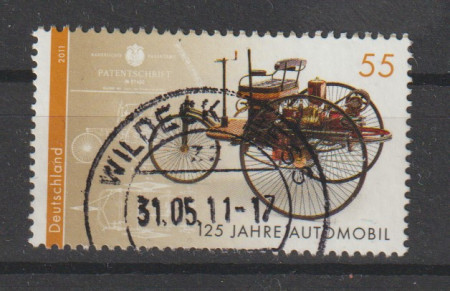 2011
PATENTSCHRIFT
55
Deutschland
WILDECK
31.05.11-17
125 JAHRE AUTOMOBIL